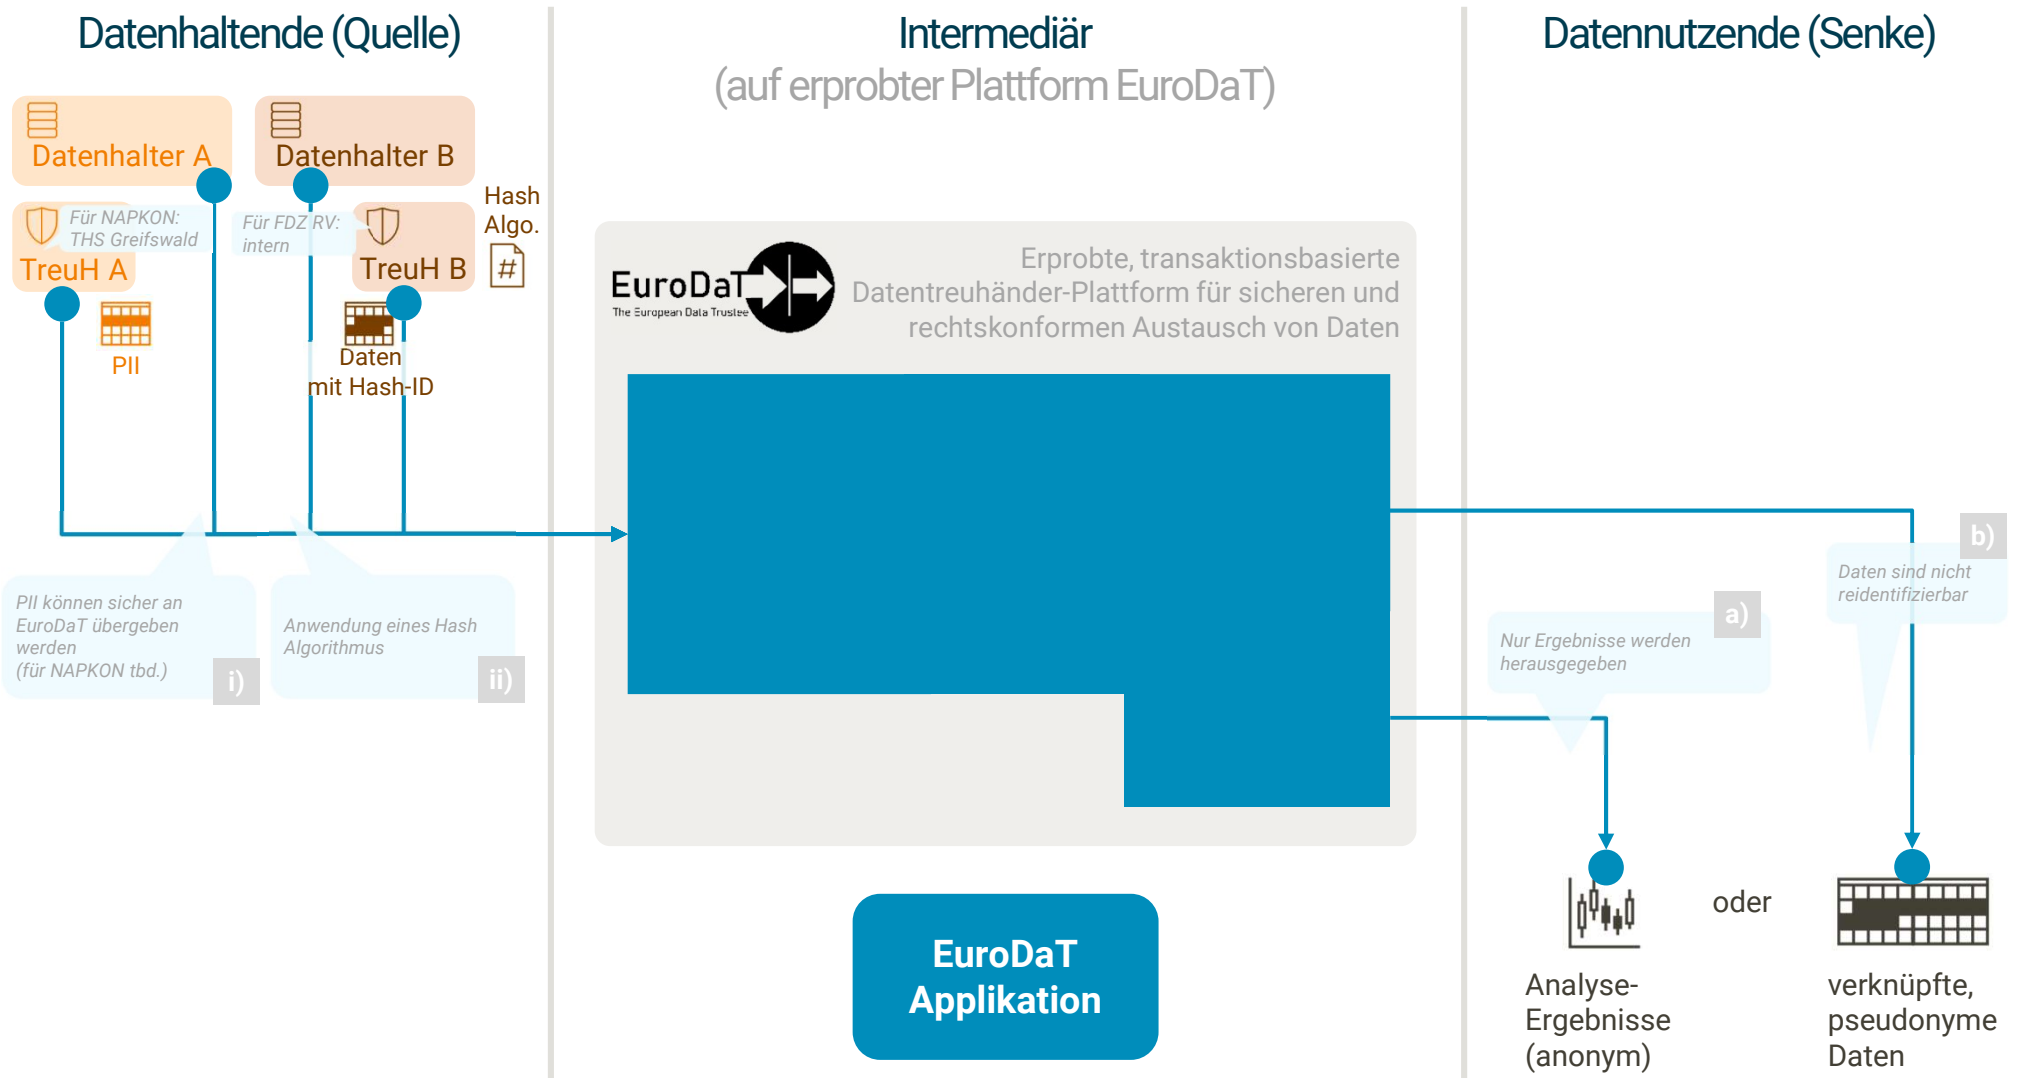 Datenhaltende (Quelle)
Intermediär
(auf erprobter Plattform EuroDaT)
Datennutzende (Senke)
Datenhalter A
Datenhalter B
Hash
Algo.
#
Für NAPKON:
THS Greifswald
Für FDZ RV:
intern
TreuH A
TreuH B
PII
Daten
mit Hash-ID
EuroDaT
The European Data Trustee
Erprobte, transaktionsbasierte
Datentreuhänder-Plattform für sicheren und
rechtskonformen Austausch von Daten
PII können sicher an
EuroDaT übergeben
werden
(für NAPKON tbd.)
i)
Anwendung eines Hash
Algorithmus
ii)
b)
Daten sind nicht
reidentifizierbar
a)
Nur Ergebnisse werden
herausgegeben
oder
EuroDaT
Applikation
Analyse-
Ergebnisse
(anonym)
verknüpfte,
pseudonyme
Daten